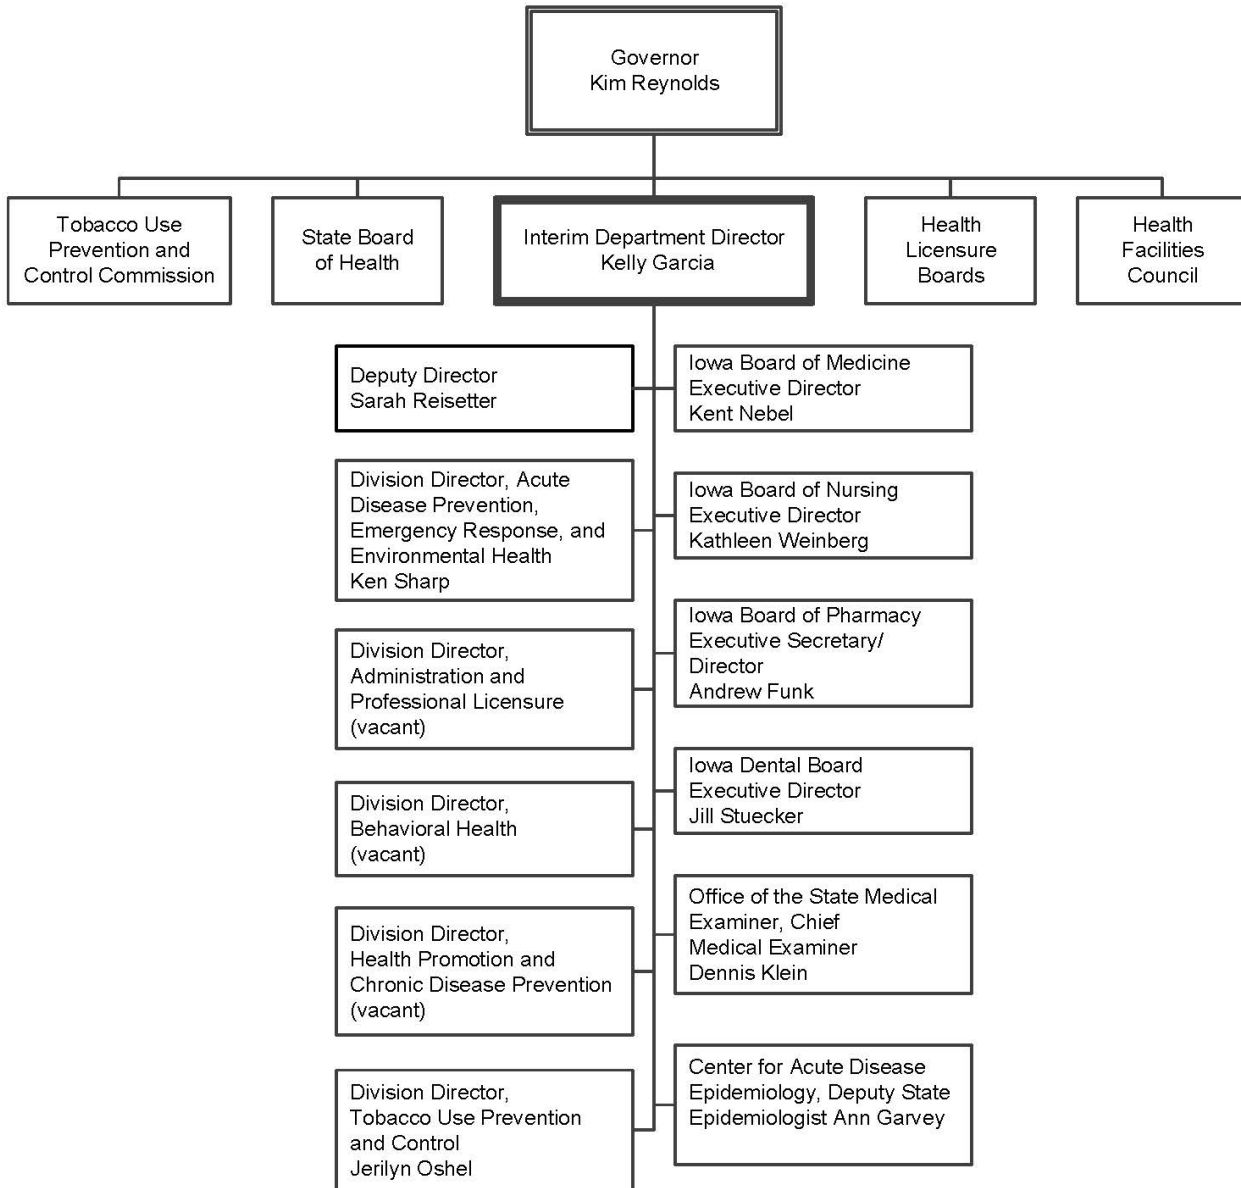 Governor
Kim Reynolds
Tobacco Use
Prevention and
Control Commission
State Board
of Health
Interim Department Director
Kelly Garcia
Health
Licensure
Boards
Health
Facilities
Council
Deputy Director
Sarah Reisetter
Iowa Board of Medicine
Executive Director
Kent Nebel
Division Director, Acute
Disease Prevention,
Emergency Response, and
Environmental Health
Ken Sharp
Iowa Board of Nursing
Executive Director
Kathleen Weinberg
Division Director,
Administration and
Professional Licensure
(vacant)
Iowa Board of Pharmacy
Executive Secretary/
Director
Andrew Funk
Division Director,
Behavioral Health
(vacant)
Iowa Dental Board
Executive Director
Jill Stuecker
Division Director,
Health Promotion and
Chronic Disease Prevention
(vacant)
Office of the State Medical
Examiner, Chief
Medical Examiner
Dennis Klein
Division Director,
Tobacco Use Prevention
and Control
Jerilyn Oshel
Center for Acute Disease
Epidemiology, Deputy State
Epidemiologist Ann Garvey